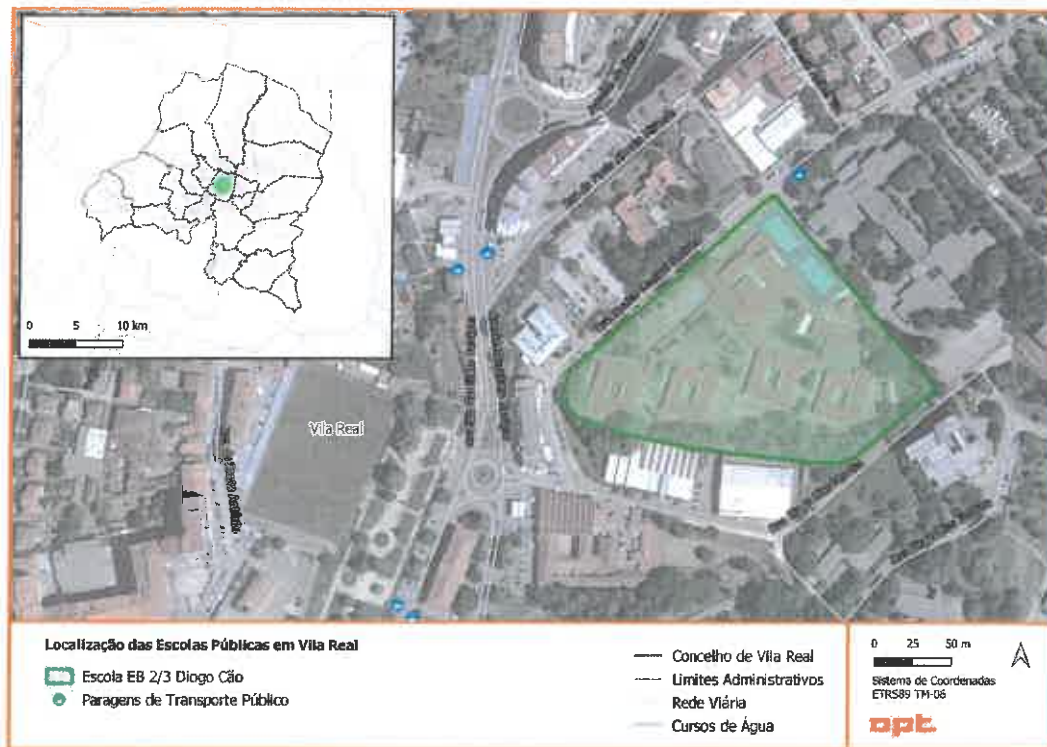 0 5 10 km
Vila Real
Localização das Escolas Públicas em Vila Real
Escola EB 2/3 Diogo Cão
Paragens de Transporte Público
Concelho de Vila Real
Limites Administrativos
Rede Viária
Cursos de Água
0 25 50 m
Sistema de Coordenadas
ETRS89 TM-06
opt.